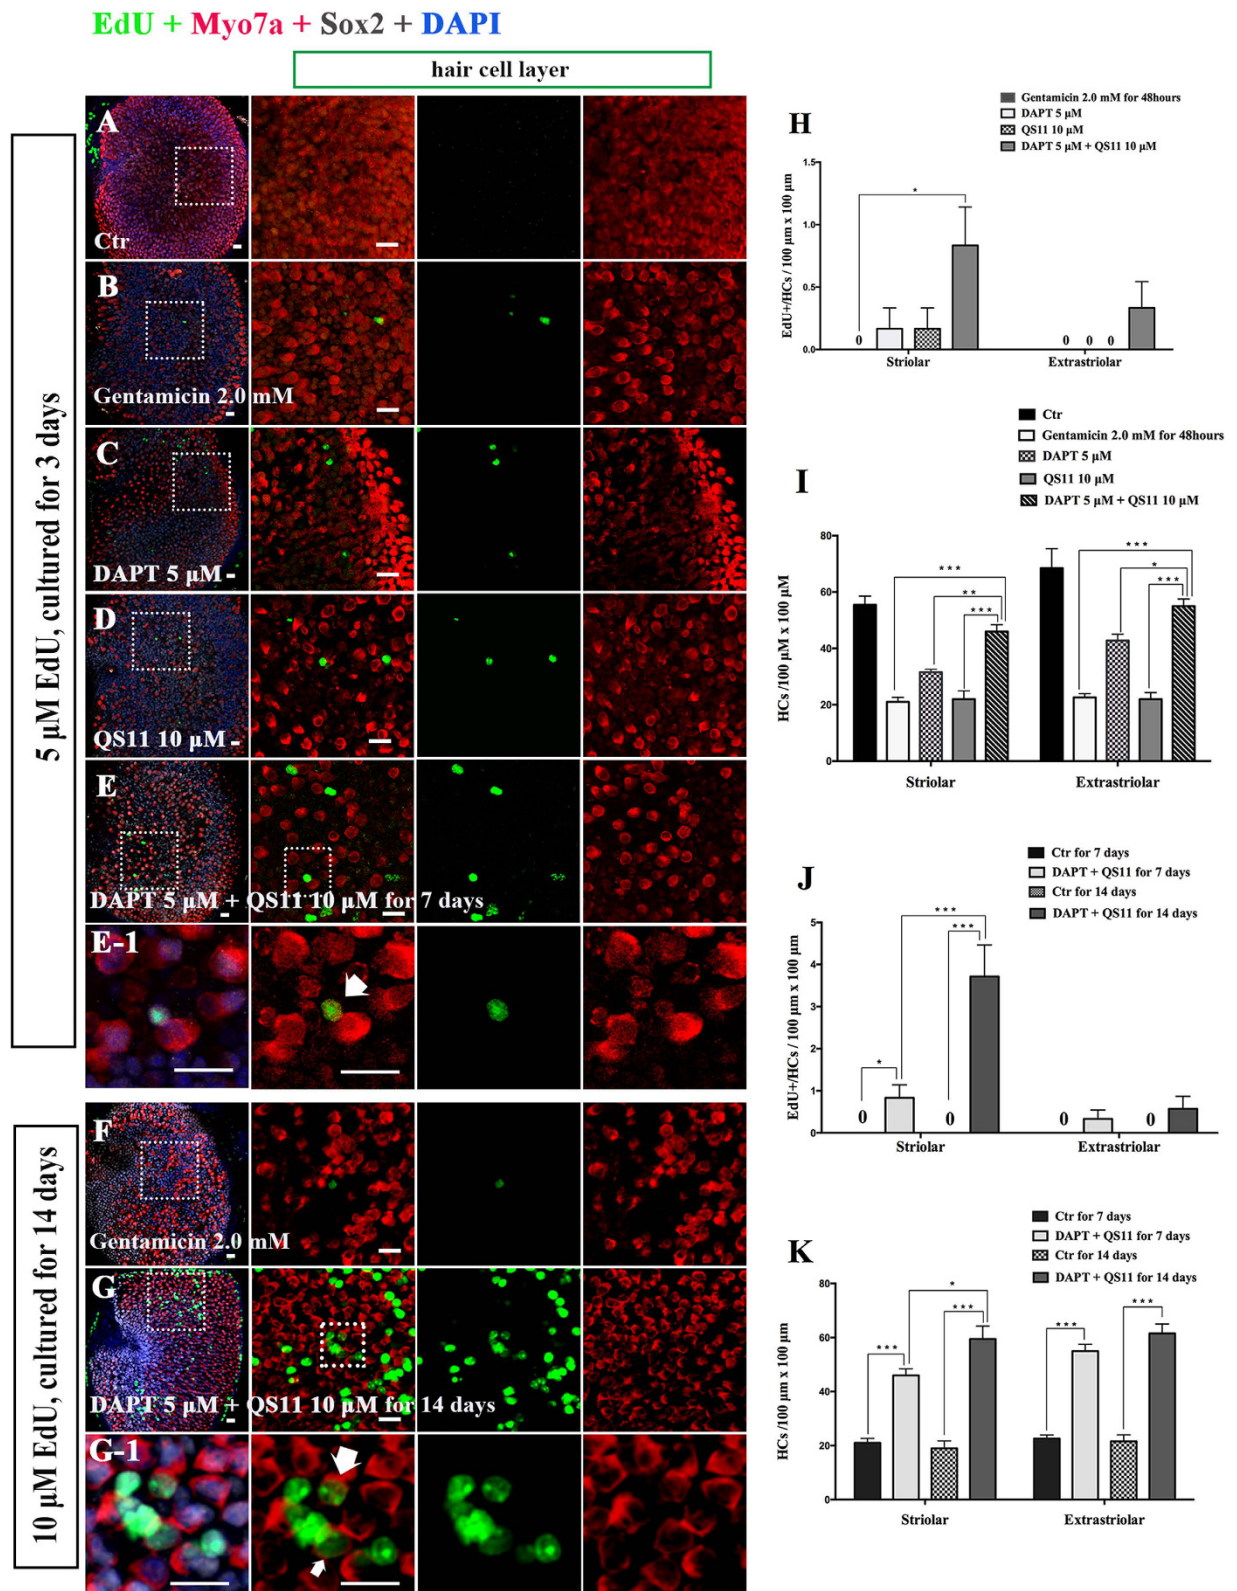 EdU + Myo7a + Sox2 + DAPI
hair cell layer
5 μM EdU, cultured for 3 days
A
Ctr
B
Gentamicin 2.0 mM
C
DAPT 5 μM
D
QS11 10 μM
E
DAPT 5 μM + QS11 10 μM for 7 days
E-1
10 μM EdU, cultured for 14 days
F
Gentamicin 2.0 mM
G
DAPT 5 μM + QS11 10 μM for 14 days
G-1
H
Gentamicin 2.0 mM for 48hours
DAPT 5 μM
QS11 10 μM
DAPT 5 μM + QS11 10 μM
EdU+/HCs / 100 μm x 100 μm
1.5
1.0
0.5
0.0
*
0
0 0 0
Striolar Extrastriolar
I
Ctr
Gentamicin 2.0 mM for 48hours
DAPT 5 μM
QS11 10 μM
DAPT 5 μM + QS11 10 μM
HCs /100 μM x 100 μM
80
60
40
20
0
***
**
***
***
*
***
Striolar Extrastriolar
J
Ctr for 7 days
DAPT + QS11 for 7 days
Ctr for 14 days
DAPT + QS11 for 14 days
EdU+/HCs / 100 μm x 100 μm
5
4
3
2
1
0
***
***
*
0 0 0 0
Striolar Extrastriolar
K
Ctr for 7 days
DAPT + QS11 for 7 days
Ctr for 14 days
DAPT + QS11 for 14 days
HCs /100 μm x 100 μm
80
60
40
20
0
*
***
***
***
***
Striolar Extrastriolar